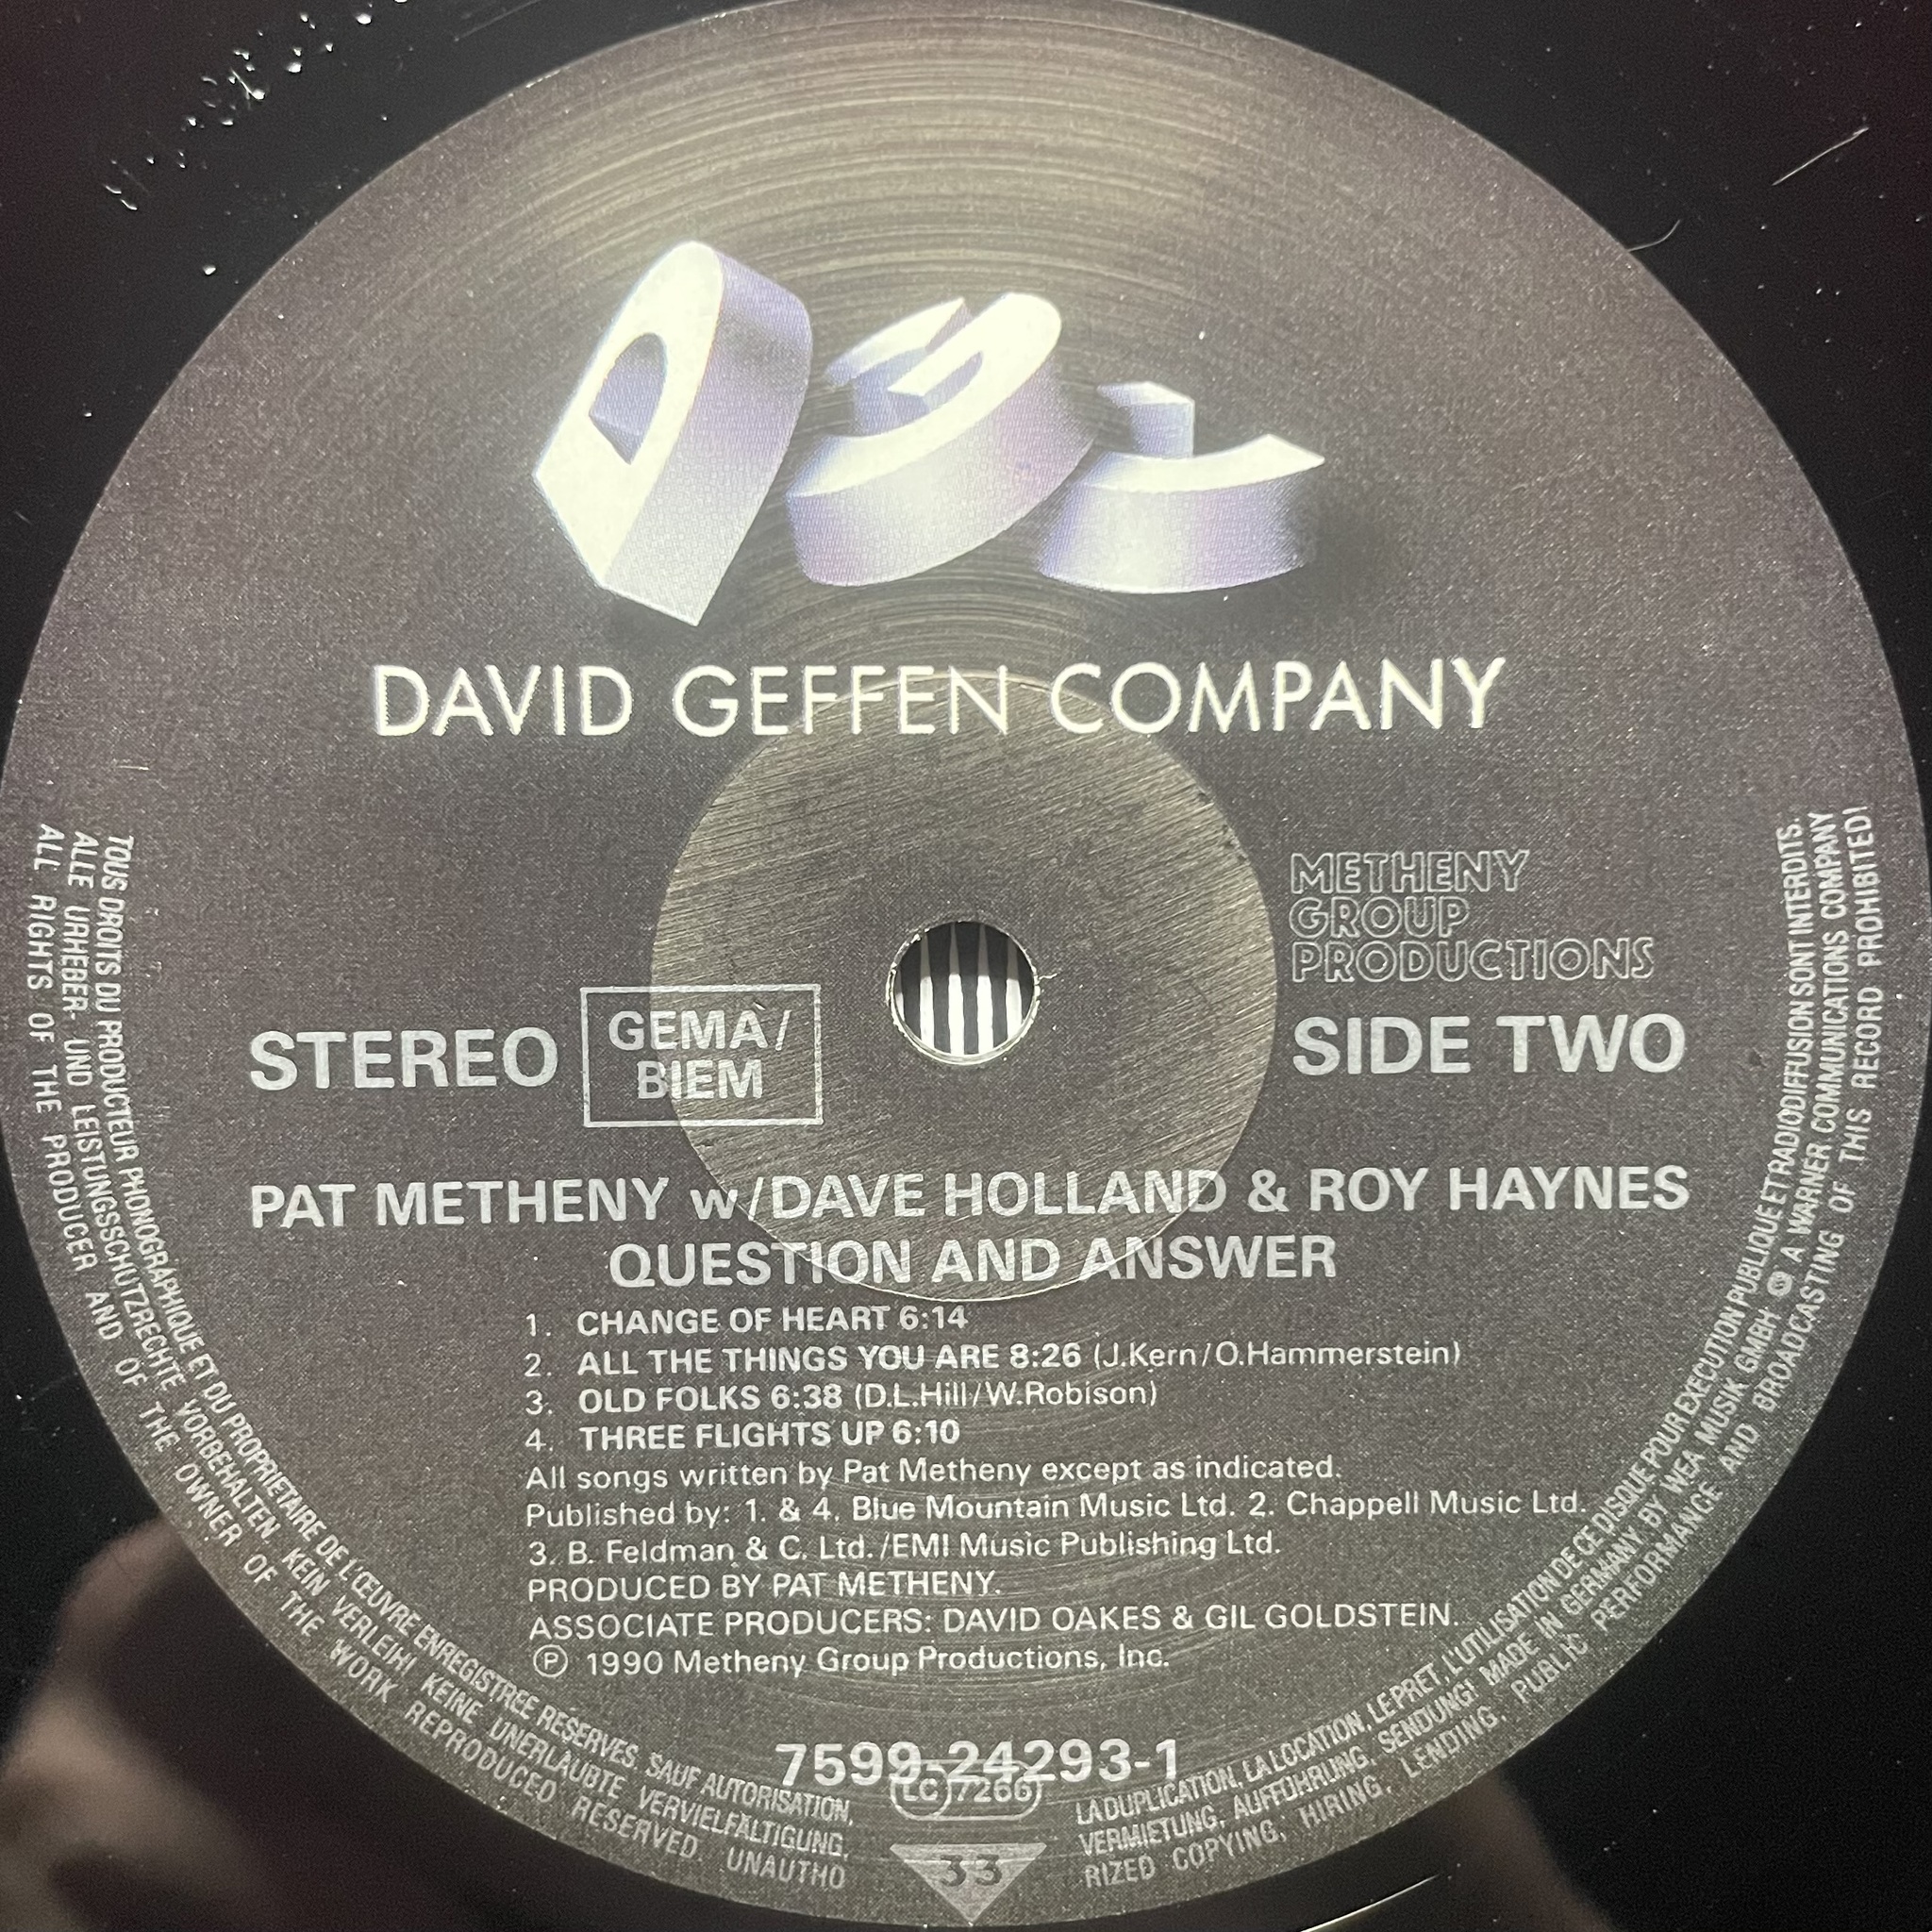 DGC
DAVID GEFFEN COMPANY
METHENY
GROUP
PRODUCTIONS
STEREO
GEMA/
BIEM
SIDE TWO
PAT METHENY w/DAVE HOLLAND & ROY HAYNES
QUESTION AND ANSWER
1. CHANGE OF HEART 6:14
2. ALL THE THINGS YOU ARE 8:26 (J.Kern/O.Hammerstein)
3. OLD FOLKS 6:38 (D.L.Hill/W.Robison)
4. THREE FLIGHTS UP 6:10
All songs written by Pat Metheny except as indicated.
Published by: 1. & 4. Blue Mountain Music Ltd. 2. Chappell Music Ltd.
3. B. Feldman & C. Ltd./EMI Music Publishing Ltd.
PRODUCED BY PAT METHENY.
ASSOCIATE PRODUCERS: DAVID OAKES & GIL GOLDSTEIN.
Ⓟ 1990 Metheny Group Productions, Inc.
7599-24293-1
LC 7266
33
TOUS DROITS DU PRODUCTEUR PHONOGRAPHIQUE ET DU PROPRIETAIRE DE L'ŒUVRE ENREGISTREE RESERVES. SAUF AUTORISATION, LA DUPLICATION, LA LOCATION, LE PRET, L'UTILISATION DE CE DISQUE POUR EXECUTION PUBLIQUE ET RADIODIFFUSION SONT INTERDITS.
ALLE URHEBER- UND LEISTUNGSSCHUTZRECHTE VORBEHALTEN. KEIN VERLEIH! KEINE UNERLAUBTE VERVIELFÄLTIGUNG, VERMIETUNG, AUFFÜHRUNG, SENDUNG! MADE IN GERMANY BY WEA MUSIK GMBH A WARNER COMMUNICATIONS COMPANY
ALL RIGHTS OF THE PRODUCER AND OF THE OWNER OF THE WORK REPRODUCED RESERVED. UNAUTHO RIZED COPYING, HIRING, LENDING, PUBLIC PERFORMANCE AND BROADCASTING OF THIS RECORD PROHIBITED!